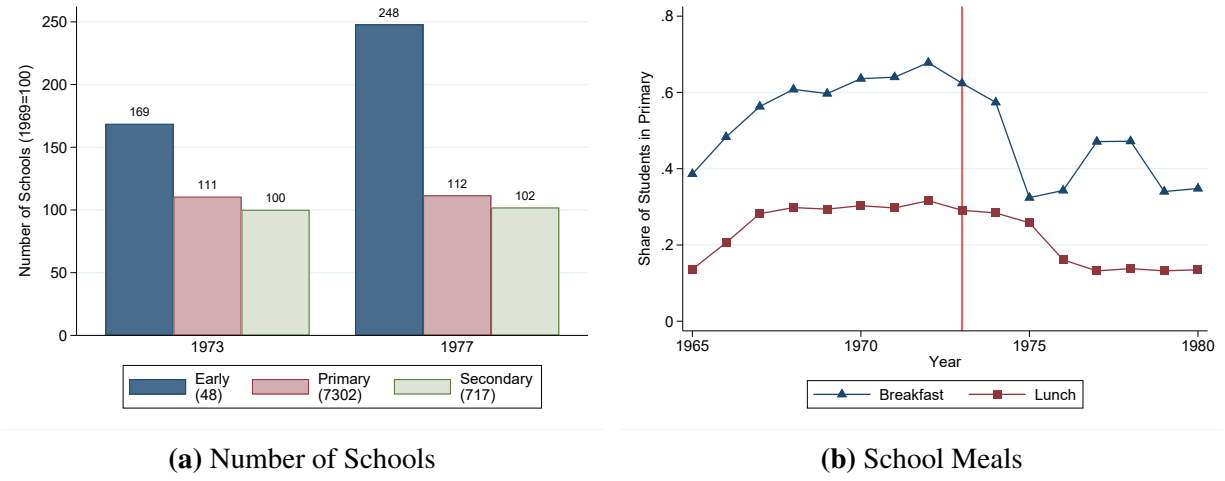 Number of Schools (1969=100)
250
200
150
100
50
0
169
111
100
248
112
102
1973
1977
Early
(48)
Primary
(7302)
Secondary
(717)
(a) Number of Schools
Share of Students in Primary
.8
.6
.4
.2
0
1965
1970
1975
1980
Year
Breakfast
Lunch
(b) School Meals